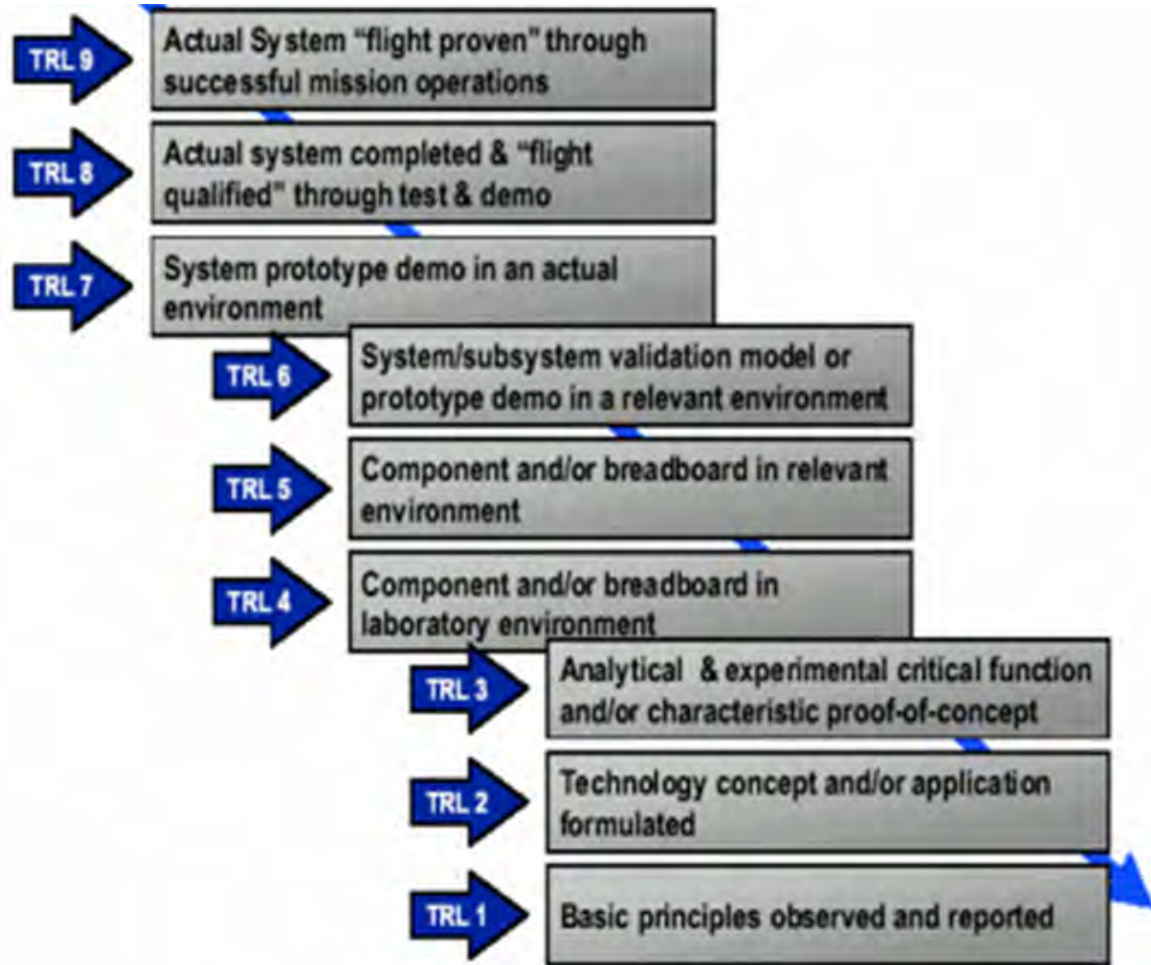 TRL 9
Actual System “flight proven” through
successful mission operations
TRL 8
Actual system completed & “flight
qualified” through test & demo
TRL 7
System prototype demo in an actual
environment
TRL 6
System/subsystem validation model or
prototype demo in a relevant environment
TRL 5
Component and/or breadboard in relevant
environment
TRL 4
Component and/or breadboard in
laboratory environment
TRL 3
Analytical & experimental critical function
and/or characteristic proof-of-concept
TRL 2
Technology concept and/or application
formulated
TRL 1
Basic principles observed and reported